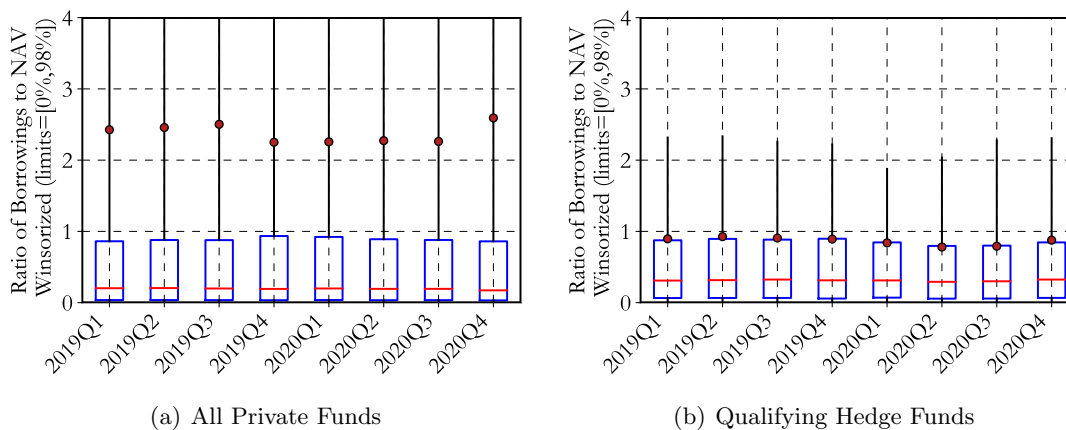 Ratio of Borrowings to NAV
Winsorized (limits=[0%,98%]
4
3
2
1
0
2019Q1
2019Q2
2019Q3
2019Q4
2020Q1
2020Q2
2020Q3
2020Q4
(a) All Private Funds
Ratio of Borrowings to NAV
Winsorized (limits=[0%,98%]
4
3
2
1
0
2019Q1
2019Q2
2019Q3
2019Q4
2020Q1
2020Q2
2020Q3
2020Q4
(b) Qualifying Hedge Funds